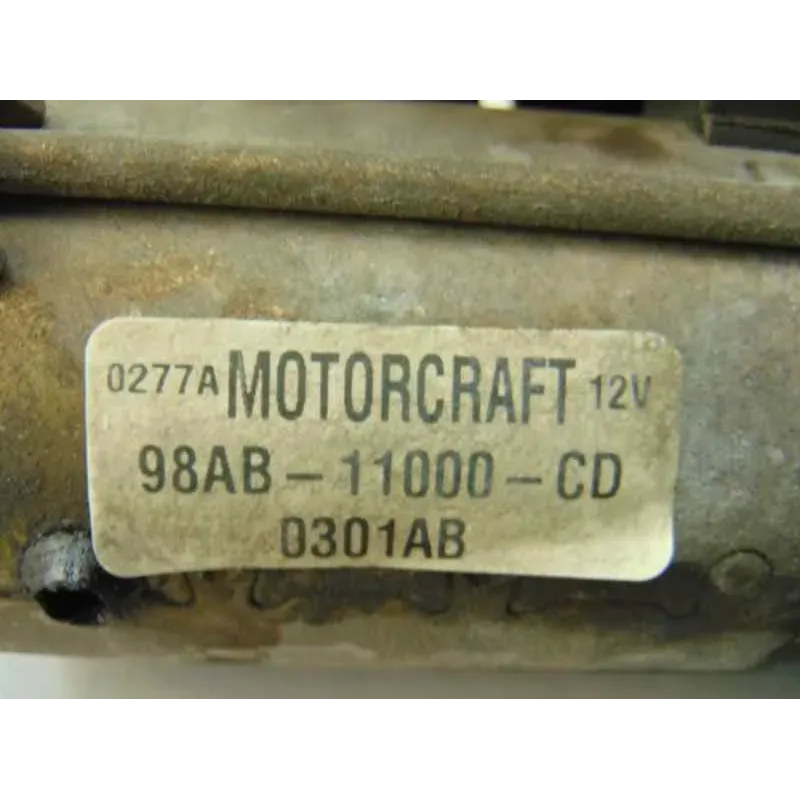 0277A MOTORCRAFT 12V
98AB-11000-CD
0301AB